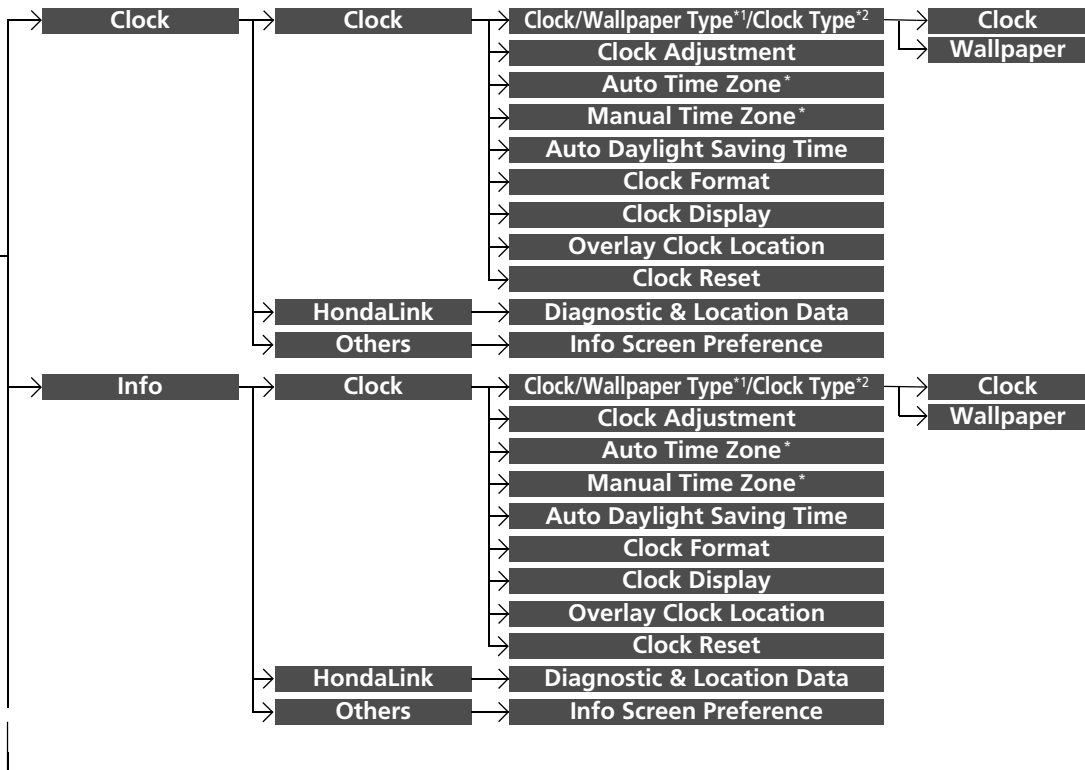 Clock
Clock
Clock/Wallpaper Type*1/Clock Type*2
Clock
Wallpaper
Clock Adjustment
Auto Time Zone*
Manual Time Zone*
Auto Daylight Saving Time
Clock Format
Clock Display
Overlay Clock Location
Clock Reset
HondaLink
Diagnostic & Location Data
Others
Info Screen Preference
Info
Clock
Clock/Wallpaper Type*1/Clock Type*2
Clock
Wallpaper
Clock Adjustment
Auto Time Zone*
Manual Time Zone*
Auto Daylight Saving Time
Clock Format
Clock Display
Overlay Clock Location
Clock Reset
HondaLink
Diagnostic & Location Data
Others
Info Screen Preference